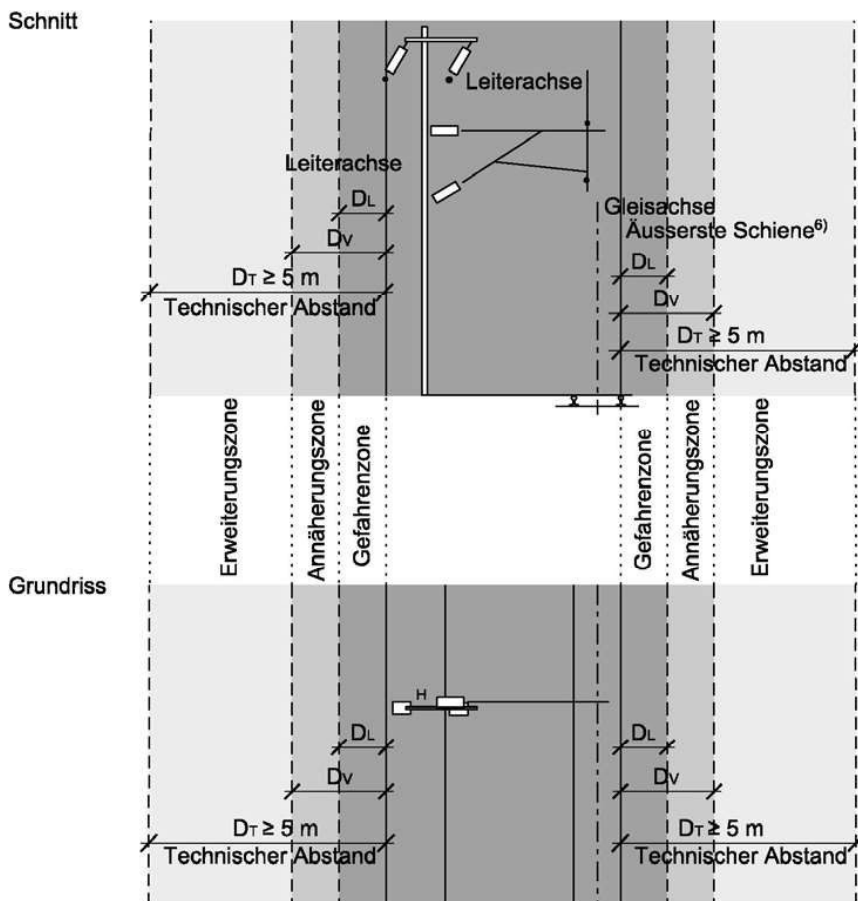 Schnitt
Leiterachse
Leiterachse
DL
Gleisachse
DV
Äusserste Schiene6)
DT ≥ 5 m
DL
Technischer Abstand
DV
DT ≥ 5 m
Technischer Abstand
Erweiterungszone
Annäherungszone
Gefahrenzone
Gefahrenzone
Annäherungszone
Erweiterungszone
Grundriss
H
DL
DL
DV
DV
DT ≥ 5 m
DT ≥ 5 m
Technischer Abstand
Technischer Abstand